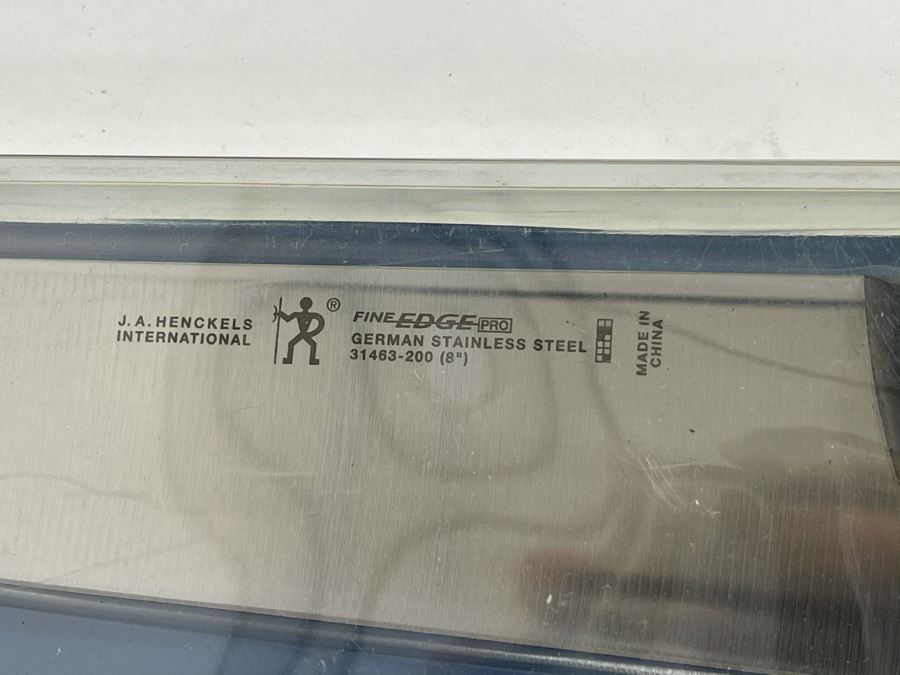 J.A. HENCKELS
INTERNATIONAL
®
FINE EDGE PRO
GERMAN STAINLESS STEEL
31463-200 (8")
MADE IN
CHINA